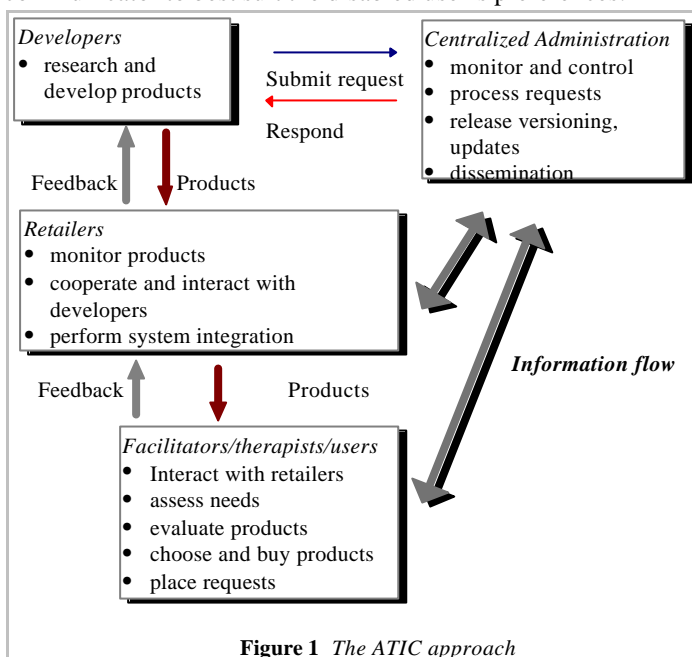 Developers
• research and
develop products
Submit request
Respond
Centralized Administration
• monitor and control
• process requests
• release versioning,
updates
• dissemination
Feedback
Products
Retailers
• monitor products
• cooperate and interact with
developers
• perform system integration
Information flow
Feedback
Products
Facilitators/therapists/users
• Interact with retailers
• assess needs
• evaluate products
• choose and buy products
• place requests
Figure 1 The ATIC approach